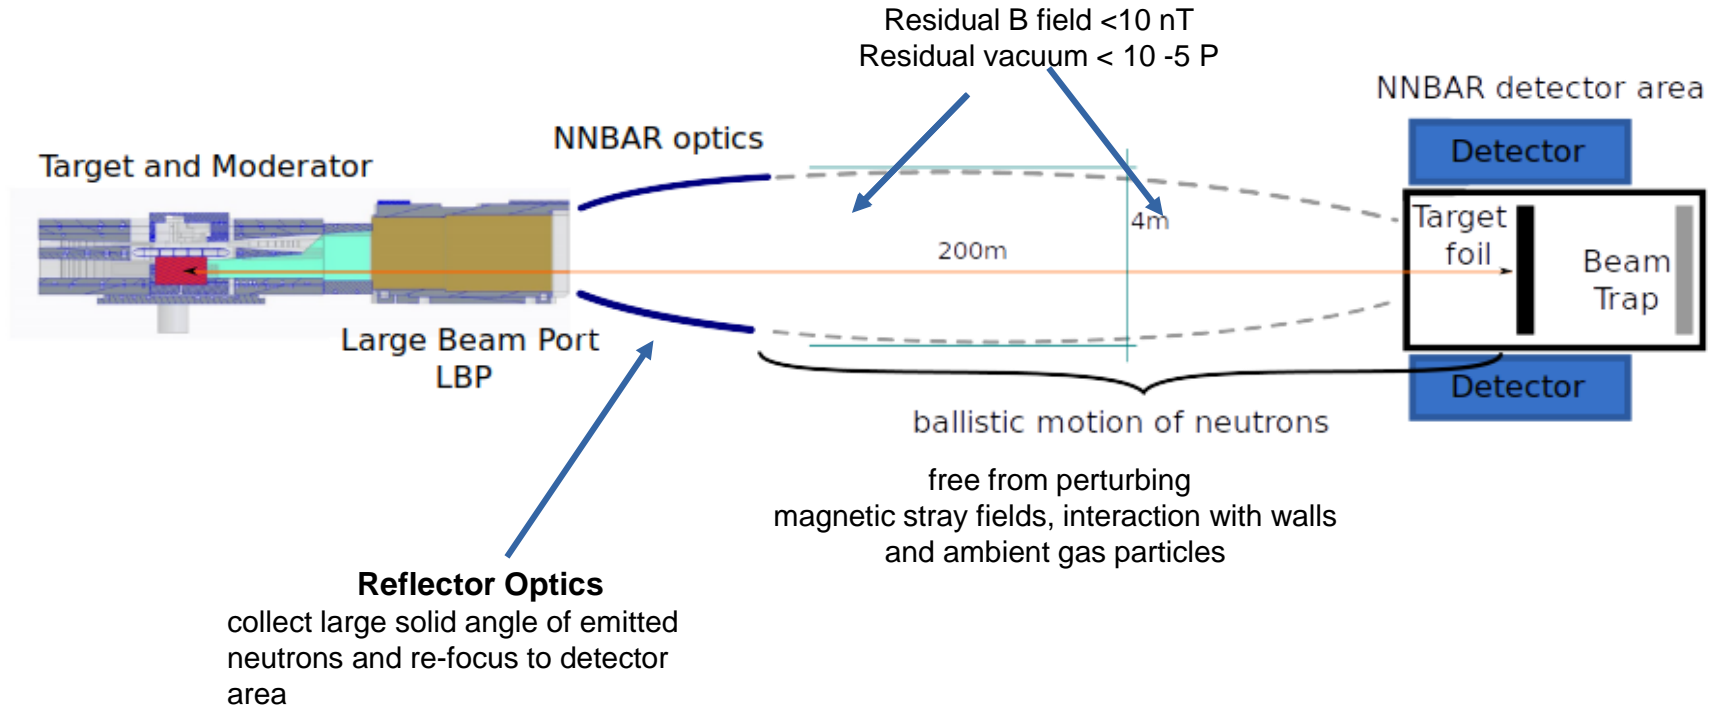 Residual B field <10 nT
Residual vacuum < 10 -5 P
NNBAR detector area
NNBAR optics
Detector
Target and Moderator
Target
foil
4m
200m
Beam
Trap
Large Beam Port
LBP
Detector
ballistic motion of neutrons
free from perturbing
magnetic stray fields, interaction with walls
and ambient gas particles
Reflector Optics
collect large solid angle of emitted
neutrons and re-focus to detector
area